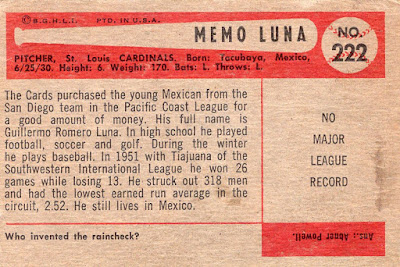 © B.G.H.L.I. PTD. IN U.S.A.
MEMO LUNA
NO.
222
PITCHER, St. Louis CARDINALS. Born: Tacubaya, Mexico,
6/25/30. Height: 6. Weight: 170. Bats: L. Throws: L.
The Cards purchased the young Mexican from the
San Diego team in the Pacific Coast League for
a good amount of money. His full name is
Guillermo Romero Luna. In high school he played
football, soccer and golf. During the winter
he plays baseball. In 1951 with Tiajuana of the
Southwestern International League he won 26
games while losing 13. He struck out 318 men
and had the lowest earned run average in the
circuit, 2.52. He still lives in Mexico.
NO
MAJOR
LEAGUE
RECORD
Who invented the raincheck?
Ans.: Abner Powell.